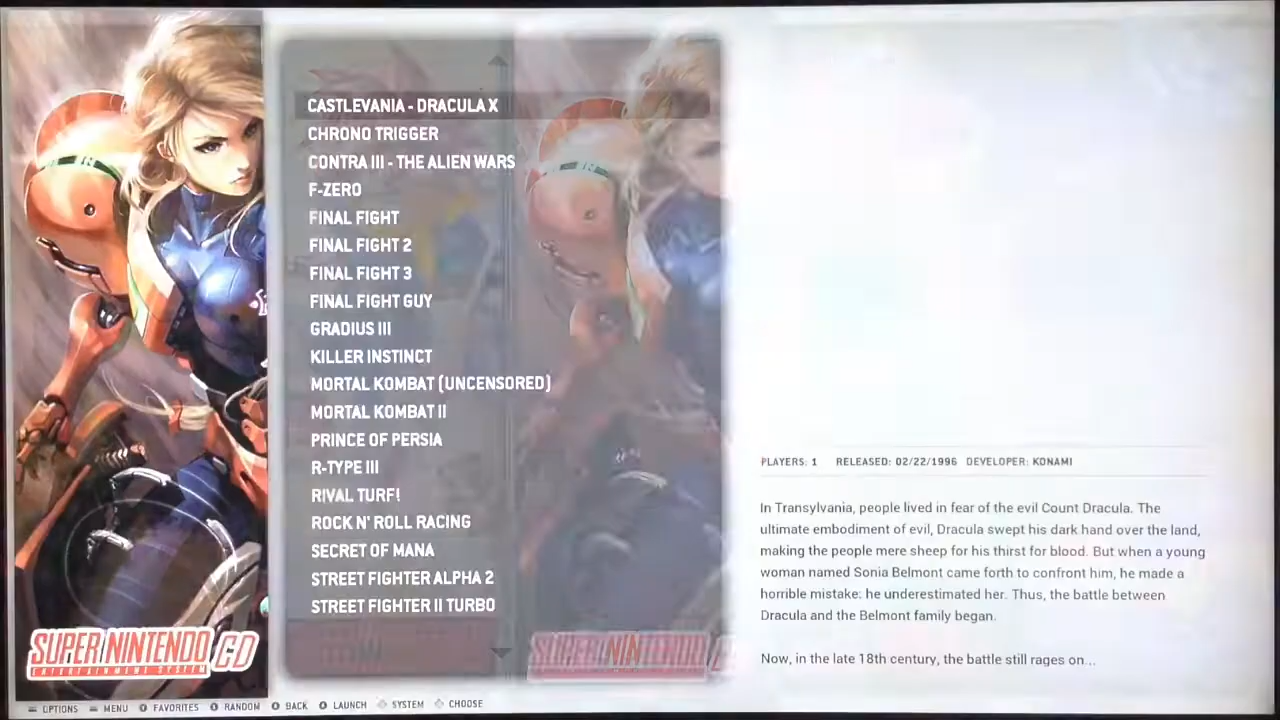 CASTLEVANIA - DRACULA X
CHRONO TRIGGER
CONTRA III - THE ALIEN WARS
F-ZERO
FINAL FIGHT
FINAL FIGHT 2
FINAL FIGHT 3
FINAL FIGHT GUY
GRADIUS III
KILLER INSTINCT
MORTAL KOMBAT (UNCENSORED)
MORTAL KOMBAT II
PRINCE OF PERSIA
R-TYPE III
RIVAL TURF!
ROCK N' ROLL RACING
SECRET OF MANA
STREET FIGHTER ALPHA 2
STREET FIGHTER II TURBO
SUPER NINTENDO CD
ENTERTAINMENT SYSTEM
PLAYERS: 1 RELEASED: 02/22/1996 DEVELOPER: KONAMI
In Transylvania, people lived in fear of the evil Count Dracula. The
ultimate embodiment of evil, Dracula swept his dark hand over the land,
making the people mere sheep for his thirst for blood. But when a young
woman named Sonia Belmont came forth to confront him, he made a
horrible mistake: he underestimated her. Thus, the battle between
Dracula and the Belmont family began.
Now, in the late 18th century, the battle still rages on...
OPTIONS MENU FAVORITES RANDOM BACK LAUNCH SYSTEM CHOOSE